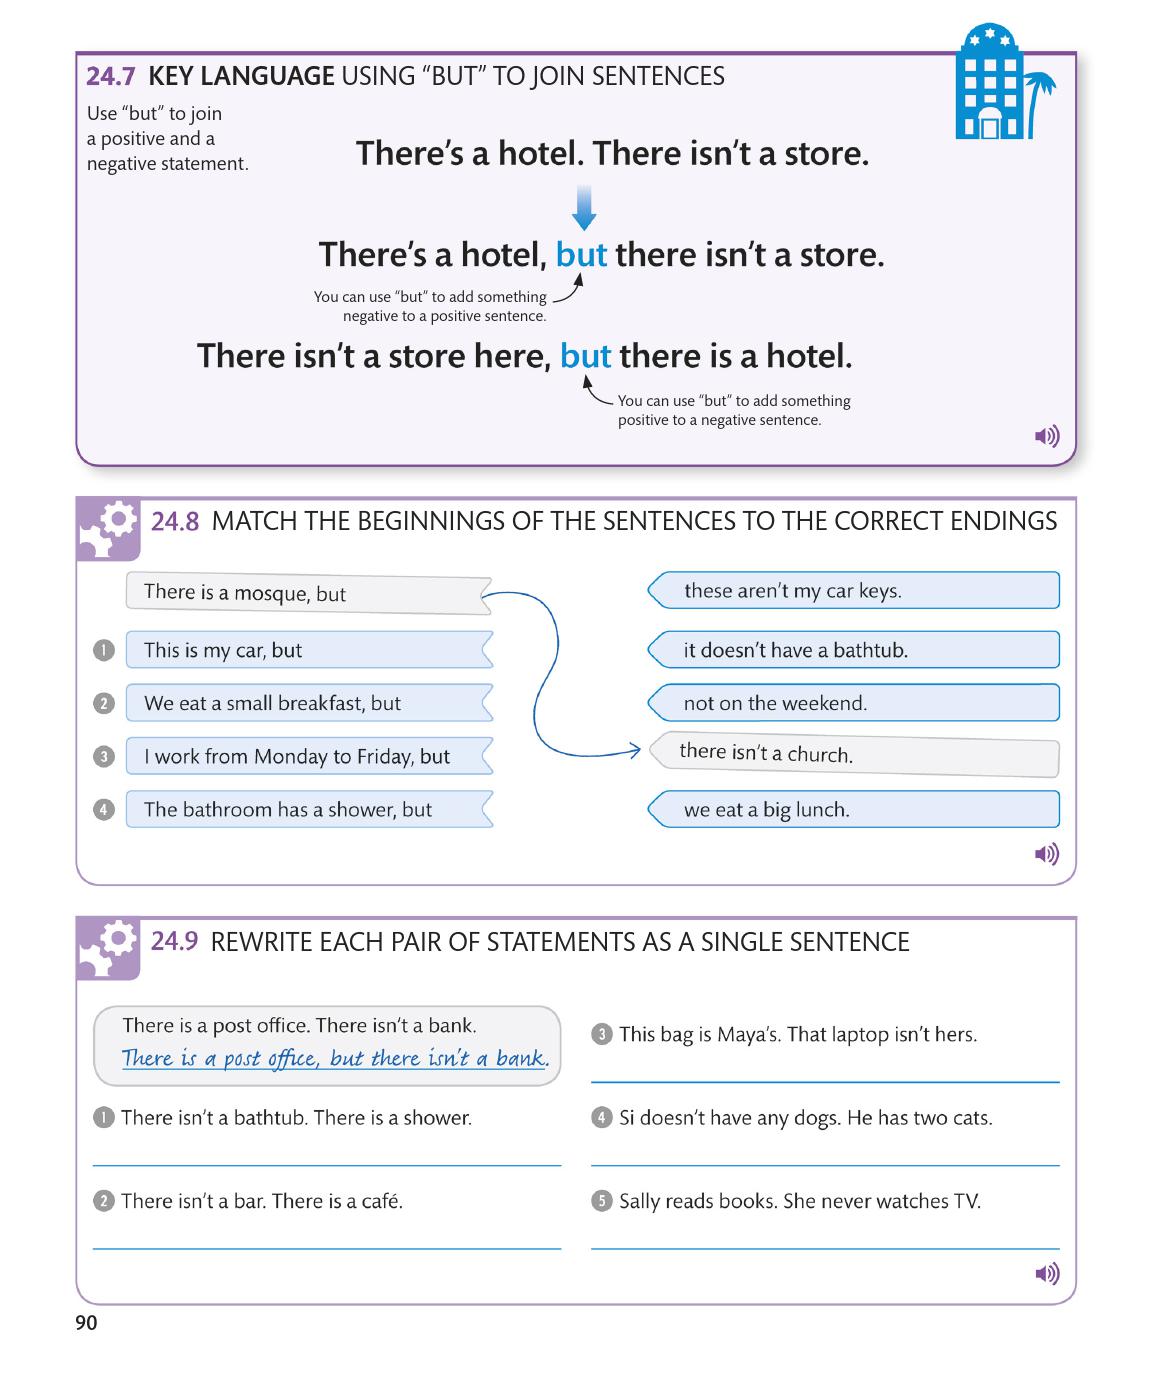 24.7 KEY LANGUAGE USING “BUT” TO JOIN SENTENCES
Use “but” to join
a positive and a
negative statement.
There’s a hotel. There isn’t a store.
There’s a hotel, but there isn’t a store.
You can use “but” to add something
negative to a positive sentence.
There isn’t a store here, but there is a hotel.
You can use “but” to add something
positive to a negative sentence.
24.8 MATCH THE BEGINNINGS OF THE SENTENCES TO THE CORRECT ENDINGS
There is a mosque, but
these aren’t my car keys.
1 This is my car, but
it doesn’t have a bathtub.
2 We eat a small breakfast, but
not on the weekend.
3 I work from Monday to Friday, but
there isn’t a church.
4 The bathroom has a shower, but
we eat a big lunch.
24.9 REWRITE EACH PAIR OF STATEMENTS AS A SINGLE SENTENCE
There is a post office. There isn’t a bank.
There is a post office, but there isn’t a bank.
1 There isn’t a bathtub. There is a shower.
2 There isn’t a bar. There is a café.
3 This bag is Maya’s. That laptop isn’t hers.
4 Si doesn’t have any dogs. He has two cats.
5 Sally reads books. She never watches TV.
90